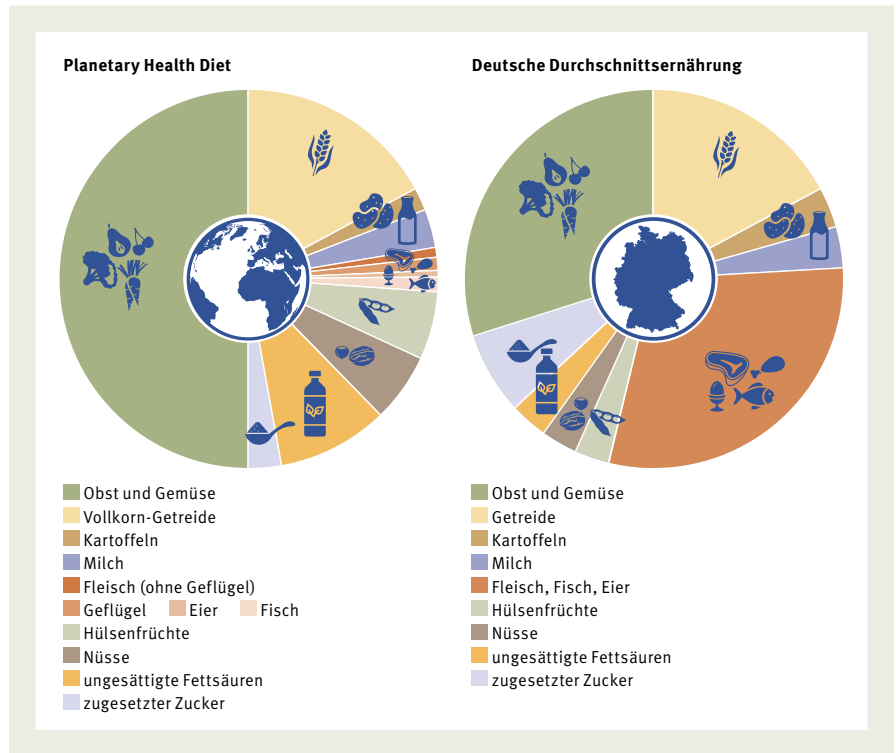 Planetary Health Diet
Obst und Gemüse
Vollkorn-Getreide
Kartoffeln
Milch
Fleisch (ohne Geflügel)
Geflügel Eier Fisch
Hülsenfrüchte
Nüsse
ungesättigte Fettsäuren
zugesetzter Zucker
Deutsche Durchschnittsernährung
Obst und Gemüse
Getreide
Kartoffeln
Milch
Fleisch, Fisch, Eier
Hülsenfrüchte
Nüsse
ungesättigte Fettsäuren
zugesetzter Zucker